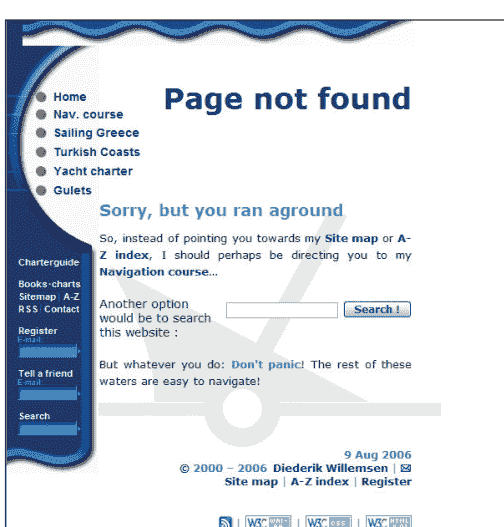 Page not found
Home
Nav. course
Sailing Greece
Turkish Coasts
Yacht charter
Gulets
Sorry, but you ran aground
So, instead of pointing you towards my Site map or A-
Z index, I should perhaps be directing you to my
Navigation course...
Another option
would be to search
this website :
Search !
But whatever you do: Don't panic! The rest of these
waters are easy to navigate!
Charterguide
Books·charts
Sitemap | A-Z
RSS | Contact
Register
E-mail
Tell a friend
E-mail
Search
9 Aug 2006
© 2000 – 2006 Diederik Willemsen |
Site map | A-Z index | Register
| W3C WAI- | W3C css | W3C HTML